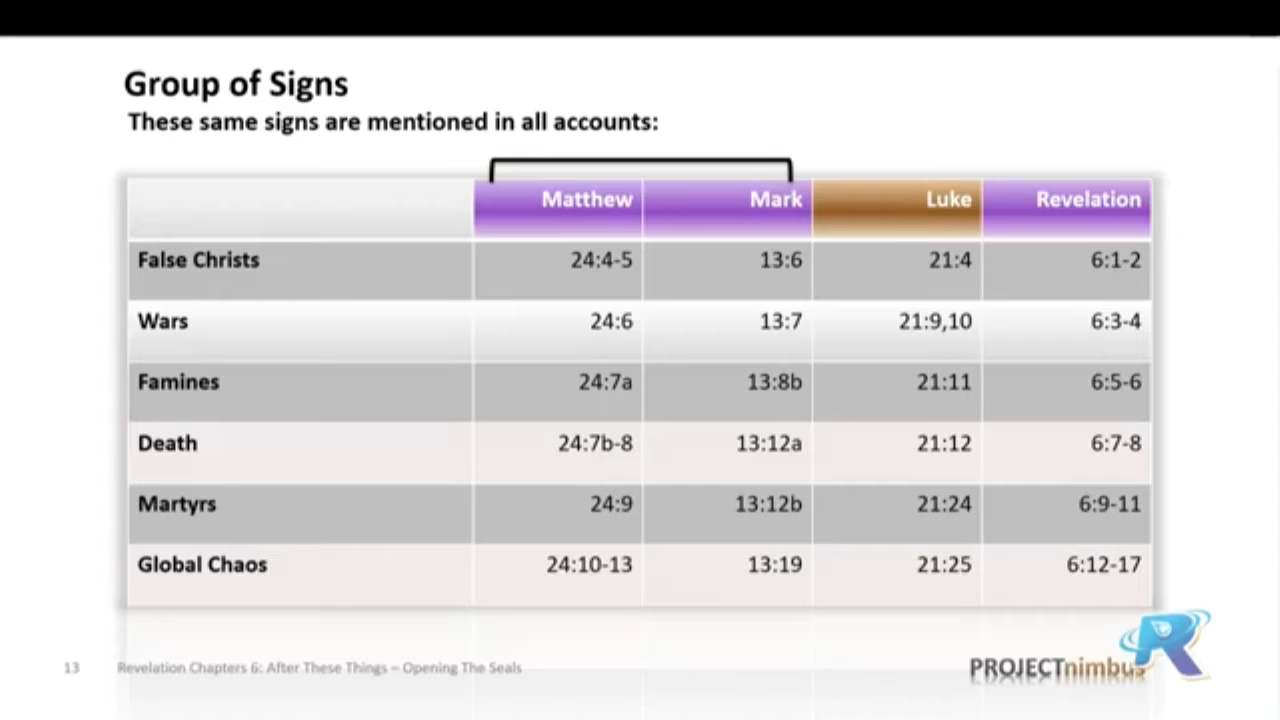 Group of Signs
These same signs are mentioned in all accounts:
Matthew Mark Luke Revelation
False Christs 24:4-5 13:6 21:4 6:1-2
Wars 24:6 13:7 21:9,10 6:3-4
Famines 24:7a 13:8b 21:11 6:5-6
Death 24:7b-8 13:12a 21:12 6:7-8
Martyrs 24:9 13:12b 21:24 6:9-11
Global Chaos 24:10-13 13:19 21:25 6:12-17
13 Revelation Chapters 6: After These Things – Opening The Seals
PROJECTnimbus
R